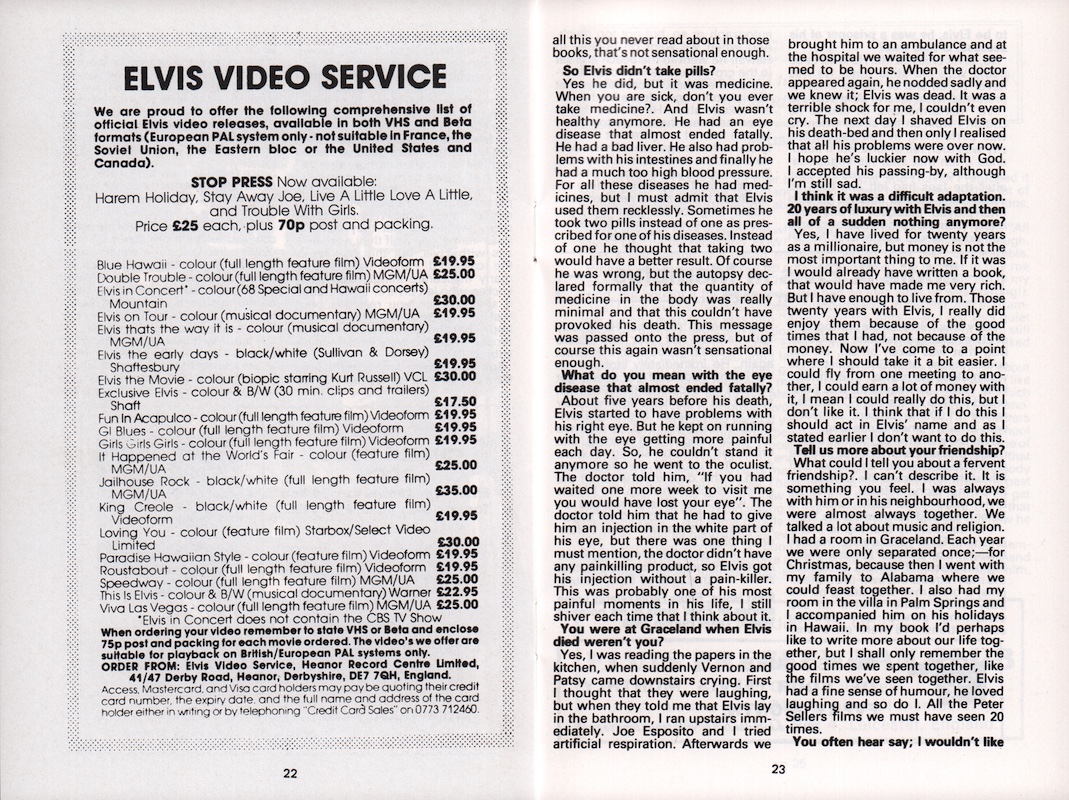 ELVIS VIDEO SERVICE
We are proud to offer the following comprehensive list of
official Elvis video releases, available in both VHS and Beta
formats (European PAL system only - not suitable in France, the
Soviet Union, the Eastern bloc or the United States and
Canada).
STOP PRESS Now available:
Harem Holiday, Stay Away Joe, Live A Little Love A Little,
and Trouble With Girls.
Price £25 each, plus 70p post and packing.
Blue Hawaii - colour (full length feature film) Videoform £19.95
Double Trouble - colour (full length feature film) MGM/UA £25.00
Elvis in Concert* - colour (68 Special and Hawaii concerts)
Mountain £30.00
Elvis on Tour - colour (musical documentary) MGM/UA £19.95
Elvis thats the way it is - colour (musical documentary)
MGM/UA £19.95
Elvis the early days - black/white (Sullivan & Dorsey)
Shaftesbury £19.95
Elvis the Movie - colour (biopic starring Kurt Russell) VCL £30.00
Exclusive Elvis - colour & B/W (30 min. clips and trailers)
Shaft £17.50
Fun In Acapulco - colour (full length feature film) Videoform £19.95
GI Blues - colour (full length feature film) Videoform £19.95
Girls Girls Girls - colour (full length feature film) Videoform £19.95
It Happened at the World's Fair - colour (feature film)
MGM/UA £25.00
Jailhouse Rock - black/white (full length feature film)
MGM/UA £35.00
King Creole - black/white (full length feature film)
Videoform £19.95
Loving You - colour (feature film) Starbox/Select Video
Limited £30.00
Paradise Hawaiian Style - colour (feature film) Videoform £19.95
Roustabout - colour (full length feature film) Videoform £19.95
Speedway - colour (full length feature film) MGM/UA £25.00
This Is Elvis - colour & B/W (musical documentary) Warner £22.95
Viva Las Vegas - colour (full length feature film) MGM/UA £25.00
*Elvis in Concert does not contain the CBS TV Show
When ordering your video remember to state VHS or Beta and enclose
75p post and packing for each movie ordered. The video's we offer are
suitable for playback on British/European PAL systems only.
ORDER FROM: Elvis Video Service, Heanor Record Centre Limited,
41/47 Derby Road, Heanor, Derbyshire, DE7 7QH, England.
Access, Mastercard, and Visa card holders may pay be quoting their credit
card number, the expiry date, and the full name and address of the card
holder either in writing or by telephoning "Credit Card Sales" on 0773 712460.
22
all this you never read about in those
books, that's not sensational enough.
So Elvis didn't take pills?
Yes he did, but it was medicine.
When you are sick, don't you ever
take medicine?. And Elvis wasn't
healthy anymore. He had an eye
disease that almost ended fatally.
He had a bad liver. He also had prob-
lems with his intestines and finally he
had a much too high blood pressure.
For all these diseases he had med-
icines, but I must admit that Elvis
used them recklessly. Sometimes he
took two pills instead of one as pres-
cribed for one of his diseases. Instead
of one he thought that taking two
would have a better result. Of course
he was wrong, but the autopsy dec-
lared formally that the quantity of
medicine in the body was really
minimal and that this couldn't have
provoked his death. This message
was passed onto the press, but of
course this again wasn't sensational
enough.
What do you mean with the eye
disease that almost ended fatally?
About five years before his death,
Elvis started to have problems with
his right eye. But he kept on running
with the eye getting more painful
each day. So, he couldn't stand it
anymore so he went to the oculist.
The doctor told him, "If you had
waited one more week to visit me
you would have lost your eye". The
doctor told him that he had to give
him an injection in the white part of
his eye, but there was one thing I
must mention, the doctor didn't have
any painkilling product, so Elvis got
his injection without a pain-killer.
This was probably one of his most
painful moments in his life, I still
shiver each time that I think about it.
You were at Graceland when Elvis
died weren't you?
Yes, I was reading the papers in the
kitchen, when suddenly Vernon and
Patsy came downstairs crying. First
I thought that they were laughing,
but when they told me that Elvis lay
in the bathroom, I ran upstairs imm-
ediately. Joe Esposito and I tried
artificial respiration. Afterwards we
brought him to an ambulance and at
the hospital we waited for what see-
med to be hours. When the doctor
appeared again, he nodded sadly and
we knew it; Elvis was dead. It was a
terrible shock for me, I couldn't even
cry. The next day I shaved Elvis on
his death-bed and then only I realised
that all his problems were over now.
I hope he's luckier now with God.
I accepted his passing-by, although
I'm still sad.
I think it was a difficult adaptation.
20 years of luxury with Elvis and then
all of a sudden nothing anymore?
Yes, I have lived for twenty years
as a millionaire, but money is not the
most important thing to me. If it was
I would already have written a book,
that would have made me very rich.
But I have enough to live from. Those
twenty years with Elvis, I really did
enjoy them because of the good
times that I had, not because of the
money. Now I've come to a point
where I should take it a bit easier. I
could fly from one meeting to ano-
ther, I could earn a lot of money with
it, I mean I could really do this, but I
don't like it. I think that if I do this I
should act in Elvis' name and as I
stated earlier I don't want to do this.
Tell us more about your friendship?
What could I tell you about a fervent
friendship?. I can't describe it. It is
something you feel. I was always
with him or in his neighbourhood, we
were almost always together. We
talked a lot about music and religion.
I had a room in Graceland. Each year
we were only separated once;—for
Christmas, because then I went with
my family to Alabama where we
could feast together. I also had my
room in the villa in Palm Springs and
I accompanied him on his holidays
in Hawaii. In my book I'd perhaps
like to write more about our life tog-
ether, but I shall only remember the
good times we spent together, like
the films we've seen together. Elvis
had a fine sense of humour, he loved
laughing and so do I. All the Peter
Sellers films we must have seen 20
times.
You often hear say; I wouldn't like
23